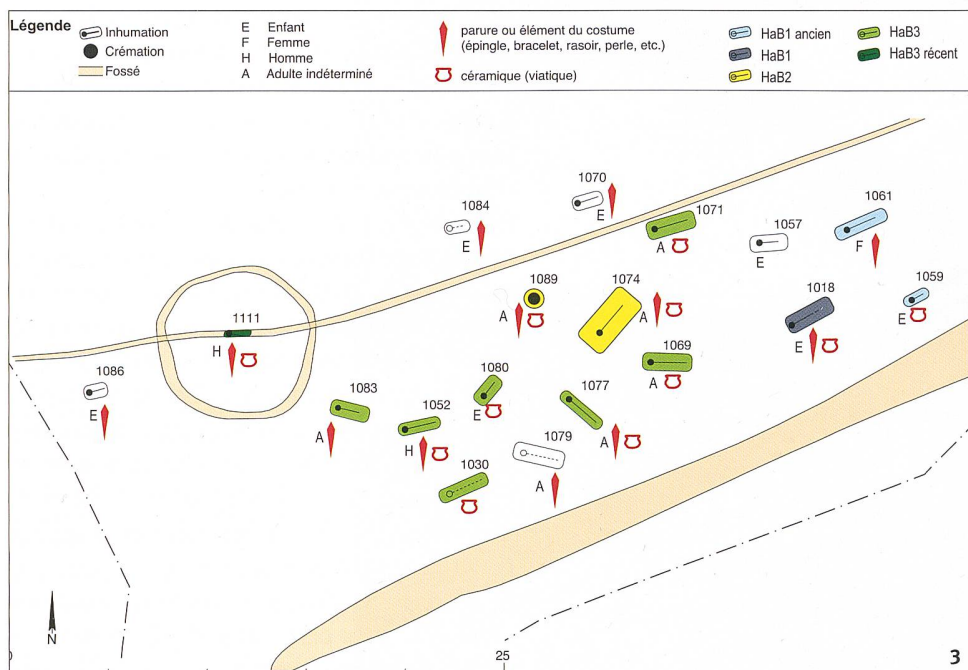 Légende
Inhumation
Crémation
Fossé
E Enfant
F Femme
H Homme
A Adulte indéterminé
parure ou élément du costume
(épingle, bracelet, rasoir, perle, etc.)
céramique (viatique)
HaB1 ancien
HaB1
HaB2
HaB3
HaB3 récent
1070
E
1084
E
1071
A
1057
E
1061
F
1059
E
1089
A
1074
A
1018
E
1111
H
1069
A
1086
E
1083
A
1080
E
1077
A
1052
H
1079
A
1030
N
25
3